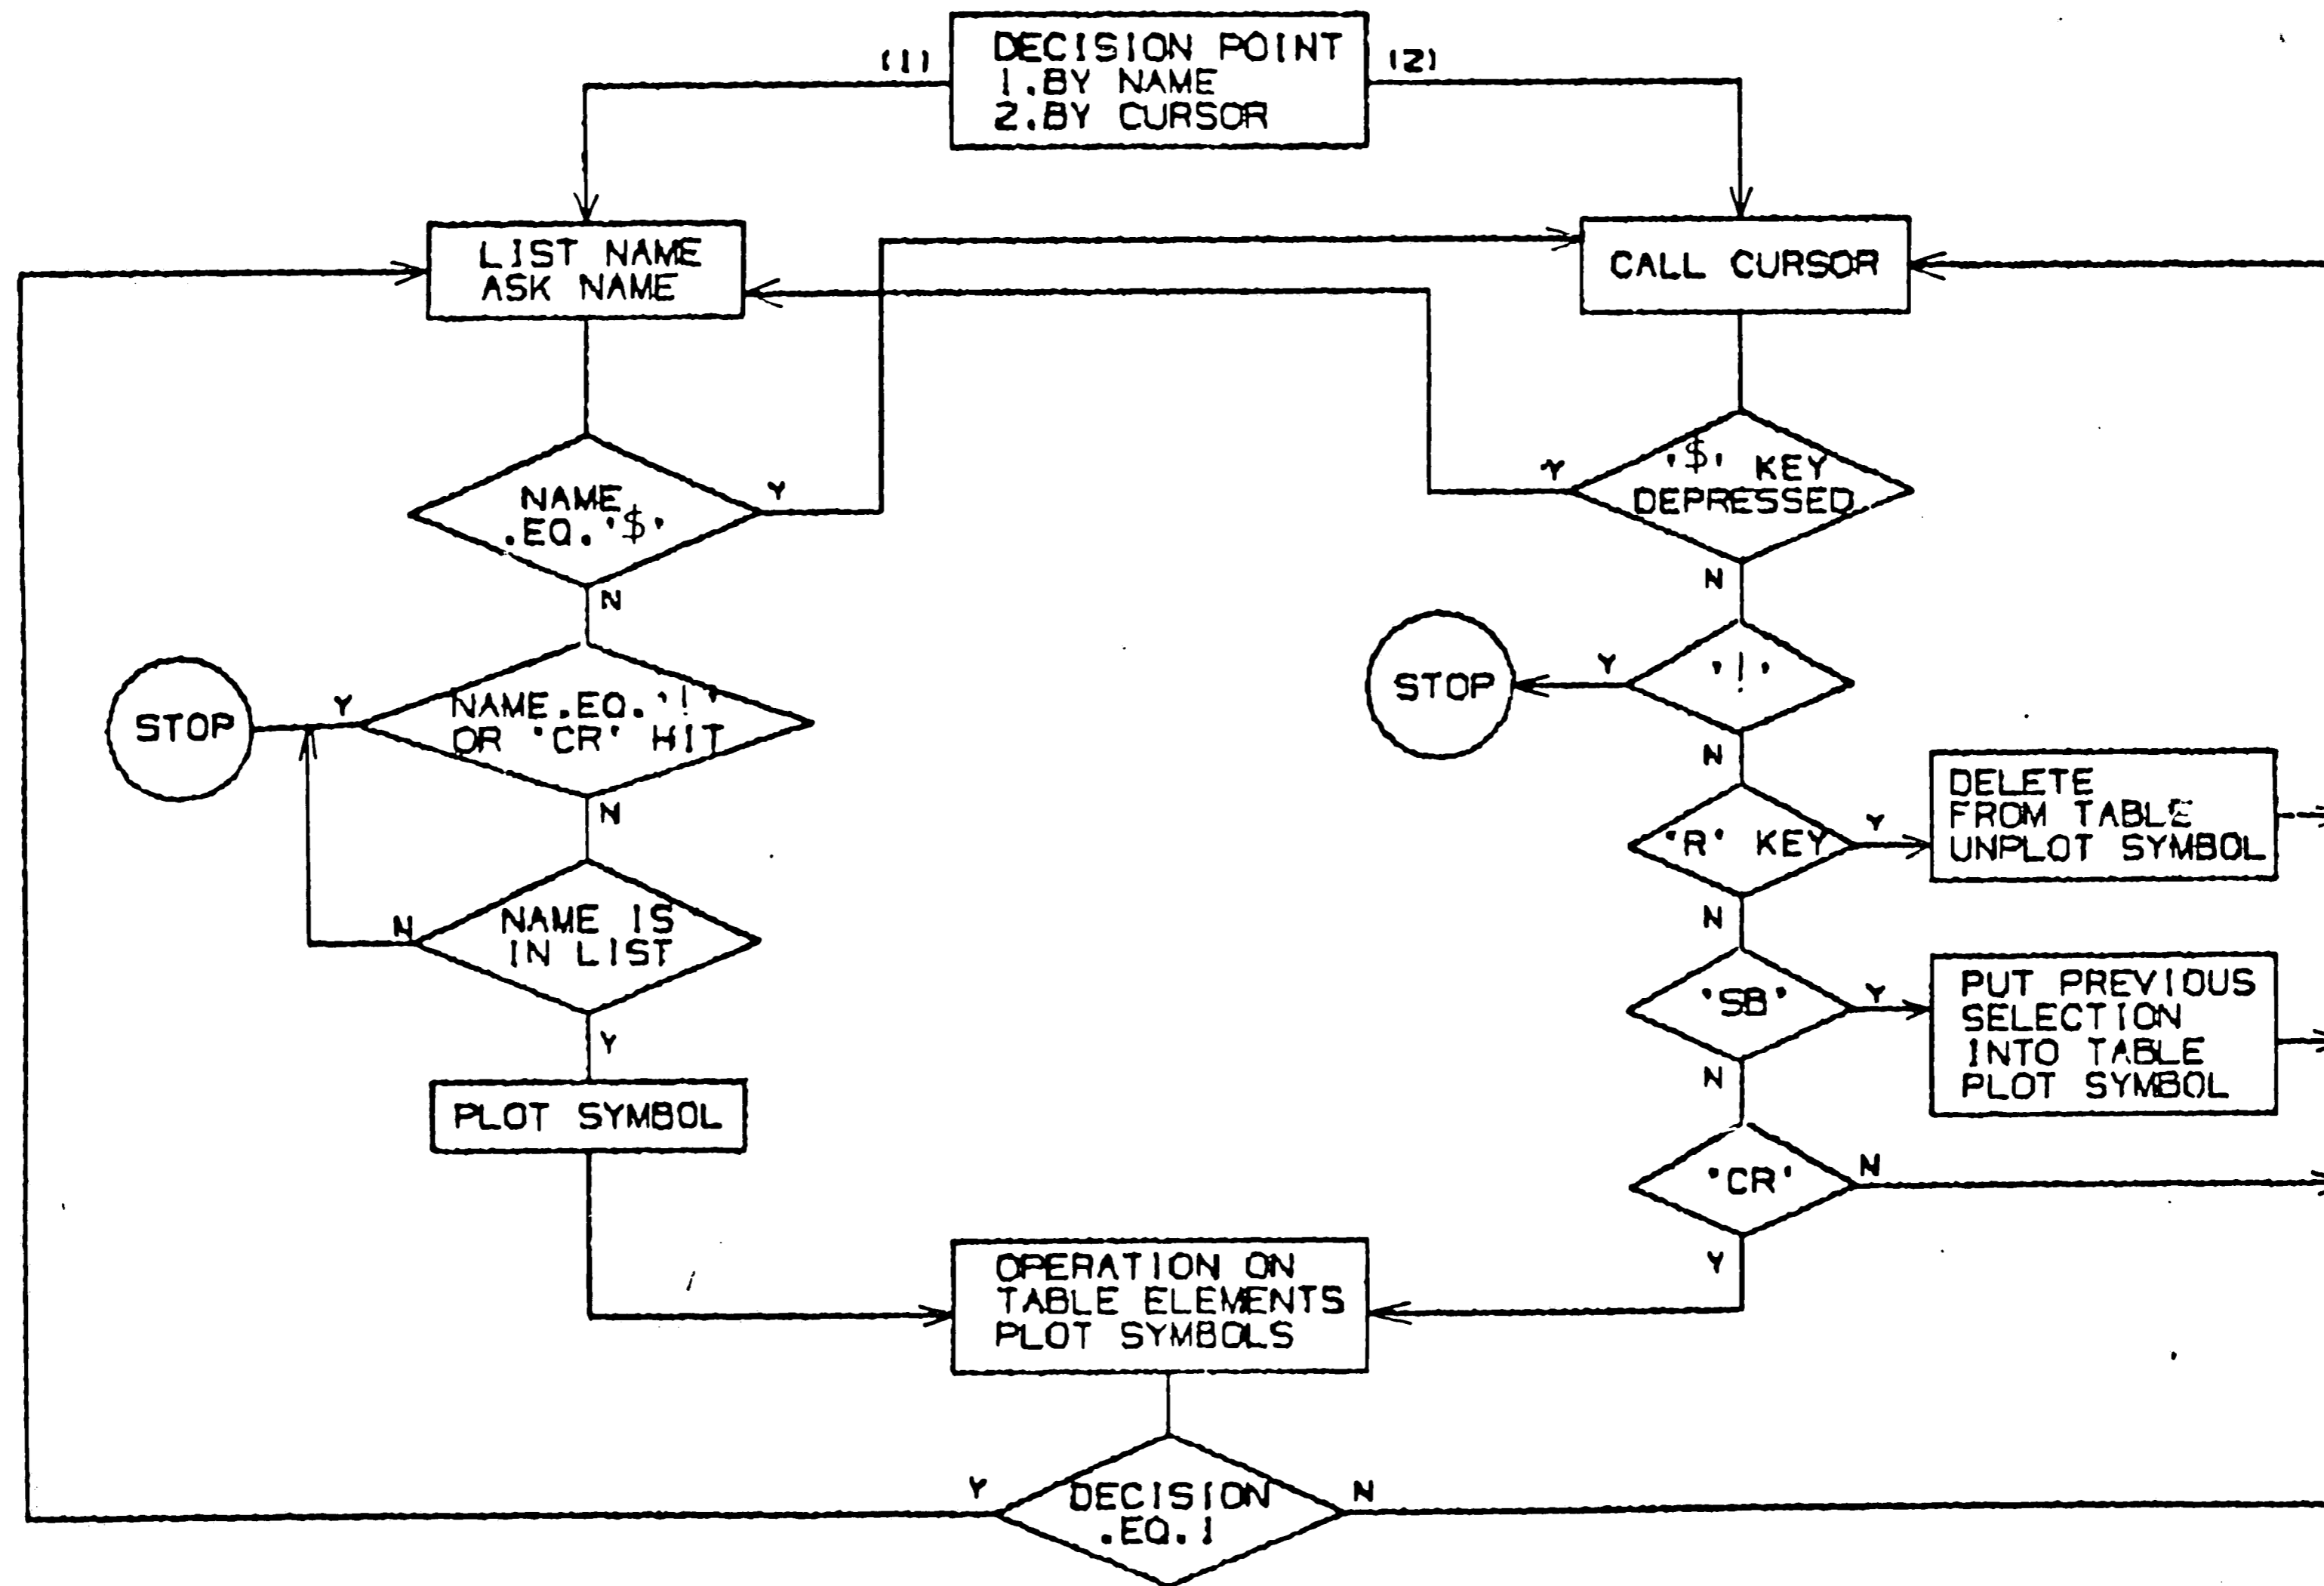 (1)
DECISION POINT
1.BY NAME
2.BY CURSOR
(2)
LIST NAME
ASK NAME
CALL CURSOR
NAME
.EQ.'$'
Y
N
Y
'$' KEY
DEPRESSED
N
STOP
Y
NAME.EQ.'!'
OR 'CR' HIT
N
STOP
Y
'!'
N
'R' KEY
Y
N
DELETE
FROM TABLE
UNPLOT SYMBOL
N
NAME IS
IN LIST
Y
'SB'
Y
N
PUT PREVIOUS
SELECTION
INTO TABLE
PLOT SYMBOL
PLOT SYMBOL
'CR'
N
Y
OPERATION ON
TABLE ELEMENTS
PLOT SYMBOLS
Y
DECISION
.EQ.1
N